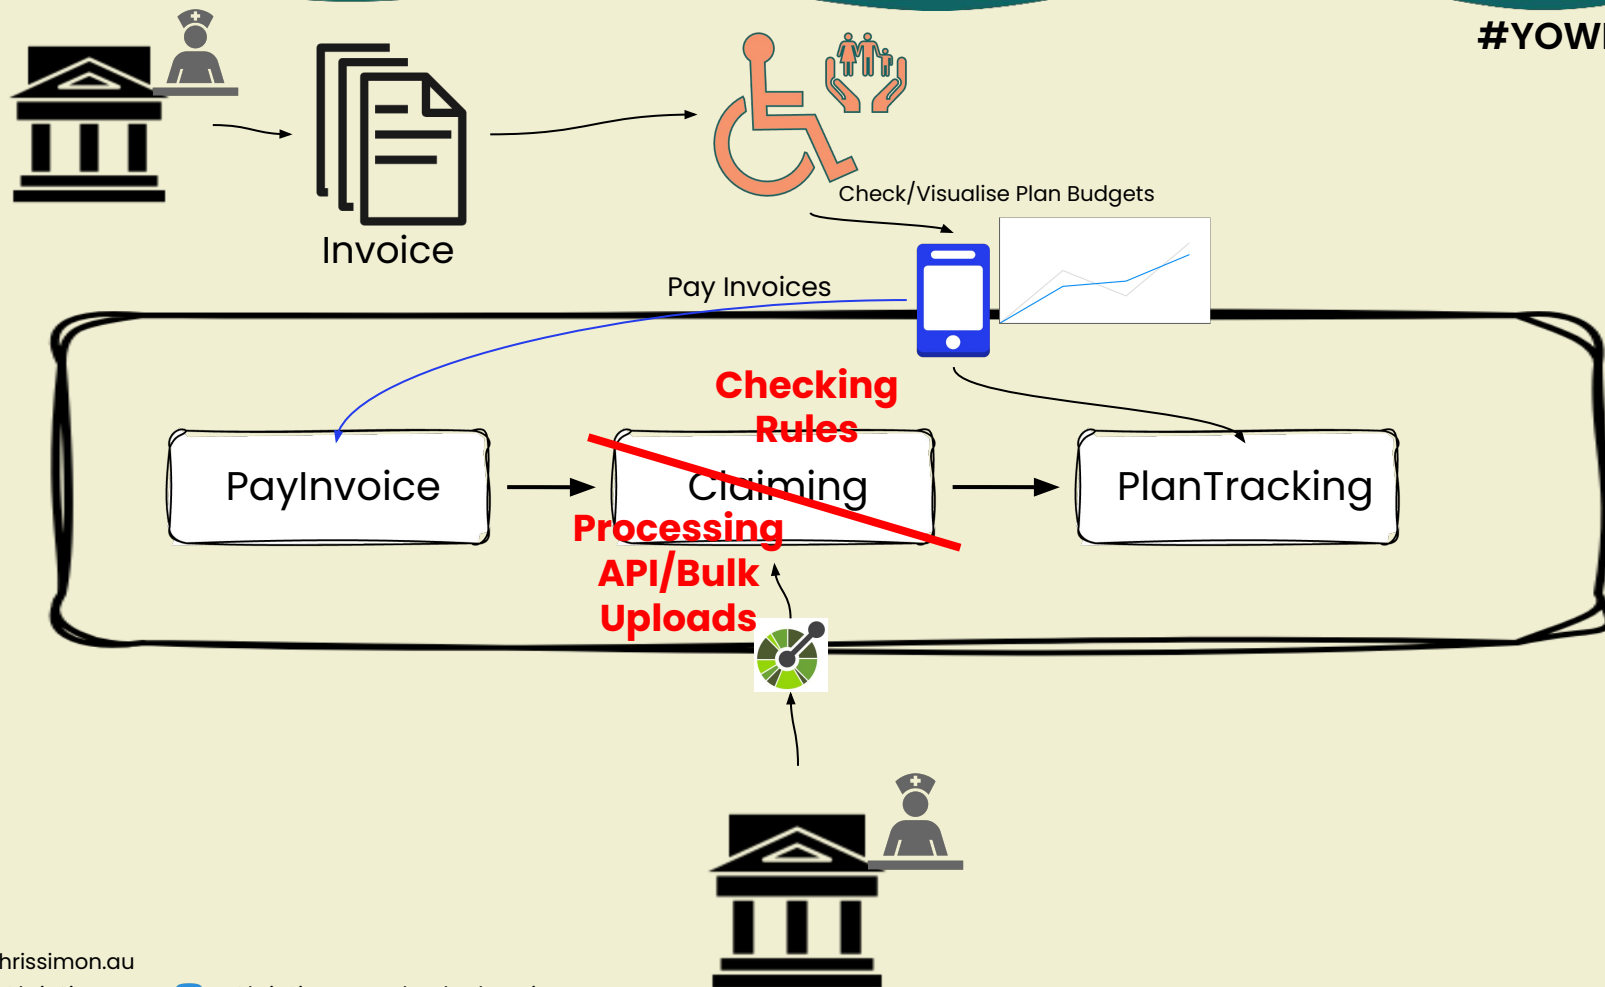 #YOW
Invoice
Check/Visualise Plan Budgets
Pay Invoices
Checking
Rules
PayInvoice
Claiming
PlanTracking
Processing
API/Bulk
Uploads
hrissimon.au